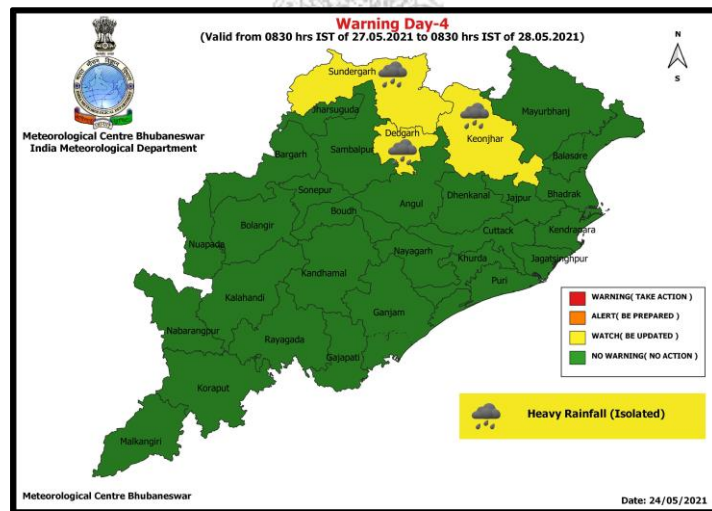 Warning Day-4
(Valid from 0830 hrs IST of 27.05.2021 to 0830 hrs IST of 28.05.2021)
N
S
Meteorological Centre Bhubaneswar
India Meteorological Department
Sundergarh
Jharsuguda
Mayurbhanj
Dedgarh
Keonjhar
Bargarh
Sambalpur
Balasore
Sonepur
Angul
Dhenkanal
Jajpur
Bhadrak
Bolangir
Boudh
Cuttack
Kendrapara
Nuapada
Nayagarh
Khurda
Jagatsinghpur
Kandhamal
Puri
Kalahandi
Ganjam
Nabarangpur
Rayagada
Gajapati
Koraput
Malkangiri
WARNING( TAKE ACTION )
ALERT( BE PREPARED )
WATCH( BE UPDATED )
NO WARNING( NO ACTION )
Heavy Rainfall (Isolated)
Meteorological Centre Bhubaneswar
Date: 24/05/2021